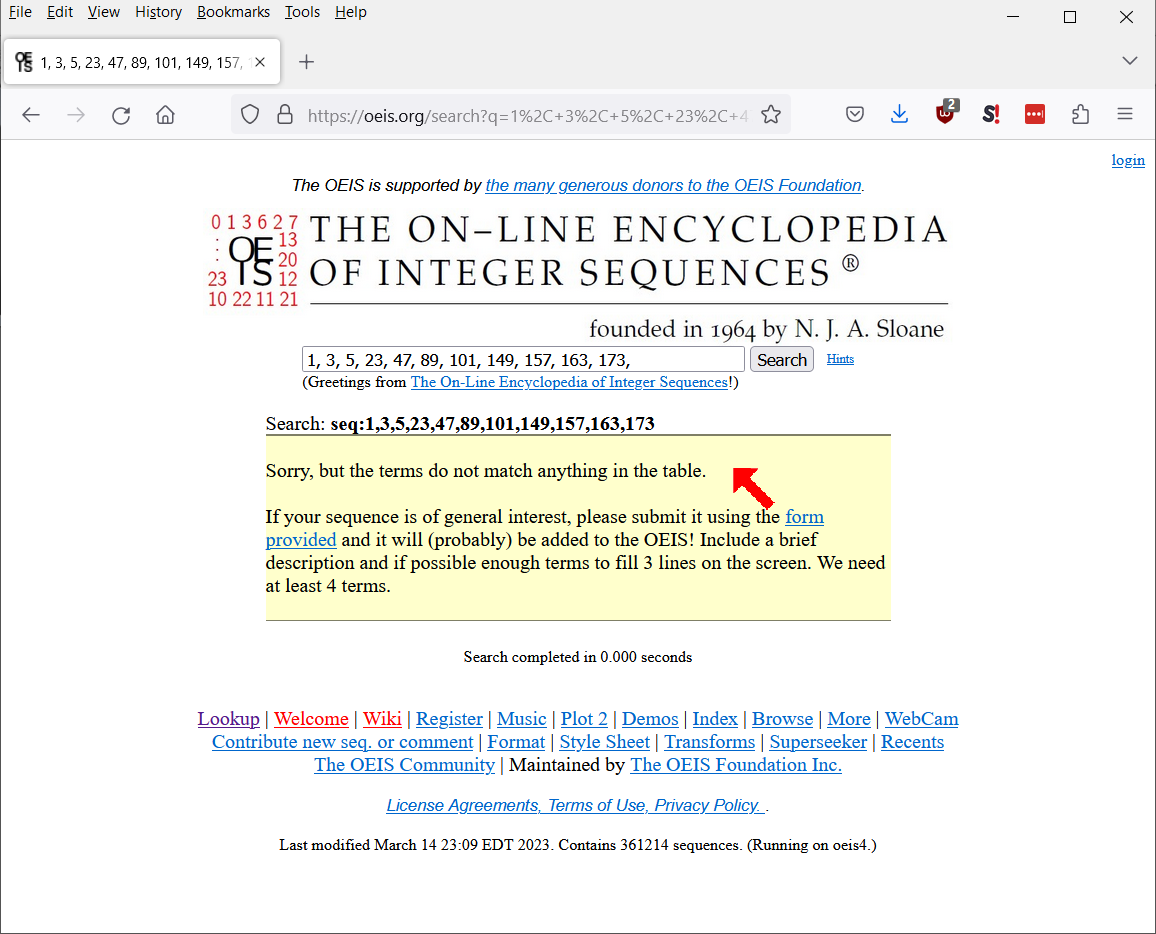 File Edit View History Bookmarks Tools Help
1, 3, 5, 23, 47, 89, 101, 149, 157,
https://oeis.org/search?q=1%2C+3%2C+5%2C+23%2C+4
2
login
The OEIS is supported by the many generous donors to the OEIS Foundation.
0 1 3 6 2 7
: OE 13
: IS 20
23 12
10 22 11 21
THE ON–LINE ENCYCLOPEDIA
OF INTEGER SEQUENCES ®
founded in 1964 by N. J. A. Sloane
1, 3, 5, 23, 47, 89, 101, 149, 157, 163, 173, Search Hints
(Greetings from The On-Line Encyclopedia of Integer Sequences!)
Search: seq:1,3,5,23,47,89,101,149,157,163,173
Sorry, but the terms do not match anything in the table.
If your sequence is of general interest, please submit it using the form
provided and it will (probably) be added to the OEIS! Include a brief
description and if possible enough terms to fill 3 lines on the screen. We need
at least 4 terms.
Search completed in 0.000 seconds
Lookup | Welcome | Wiki | Register | Music | Plot 2 | Demos | Index | Browse | More | WebCam
Contribute new seq. or comment | Format | Style Sheet | Transforms | Superseeker | Recents
The OEIS Community | Maintained by The OEIS Foundation Inc.
License Agreements, Terms of Use, Privacy Policy. .
Last modified March 14 23:09 EDT 2023. Contains 361214 sequences. (Running on oeis4.)